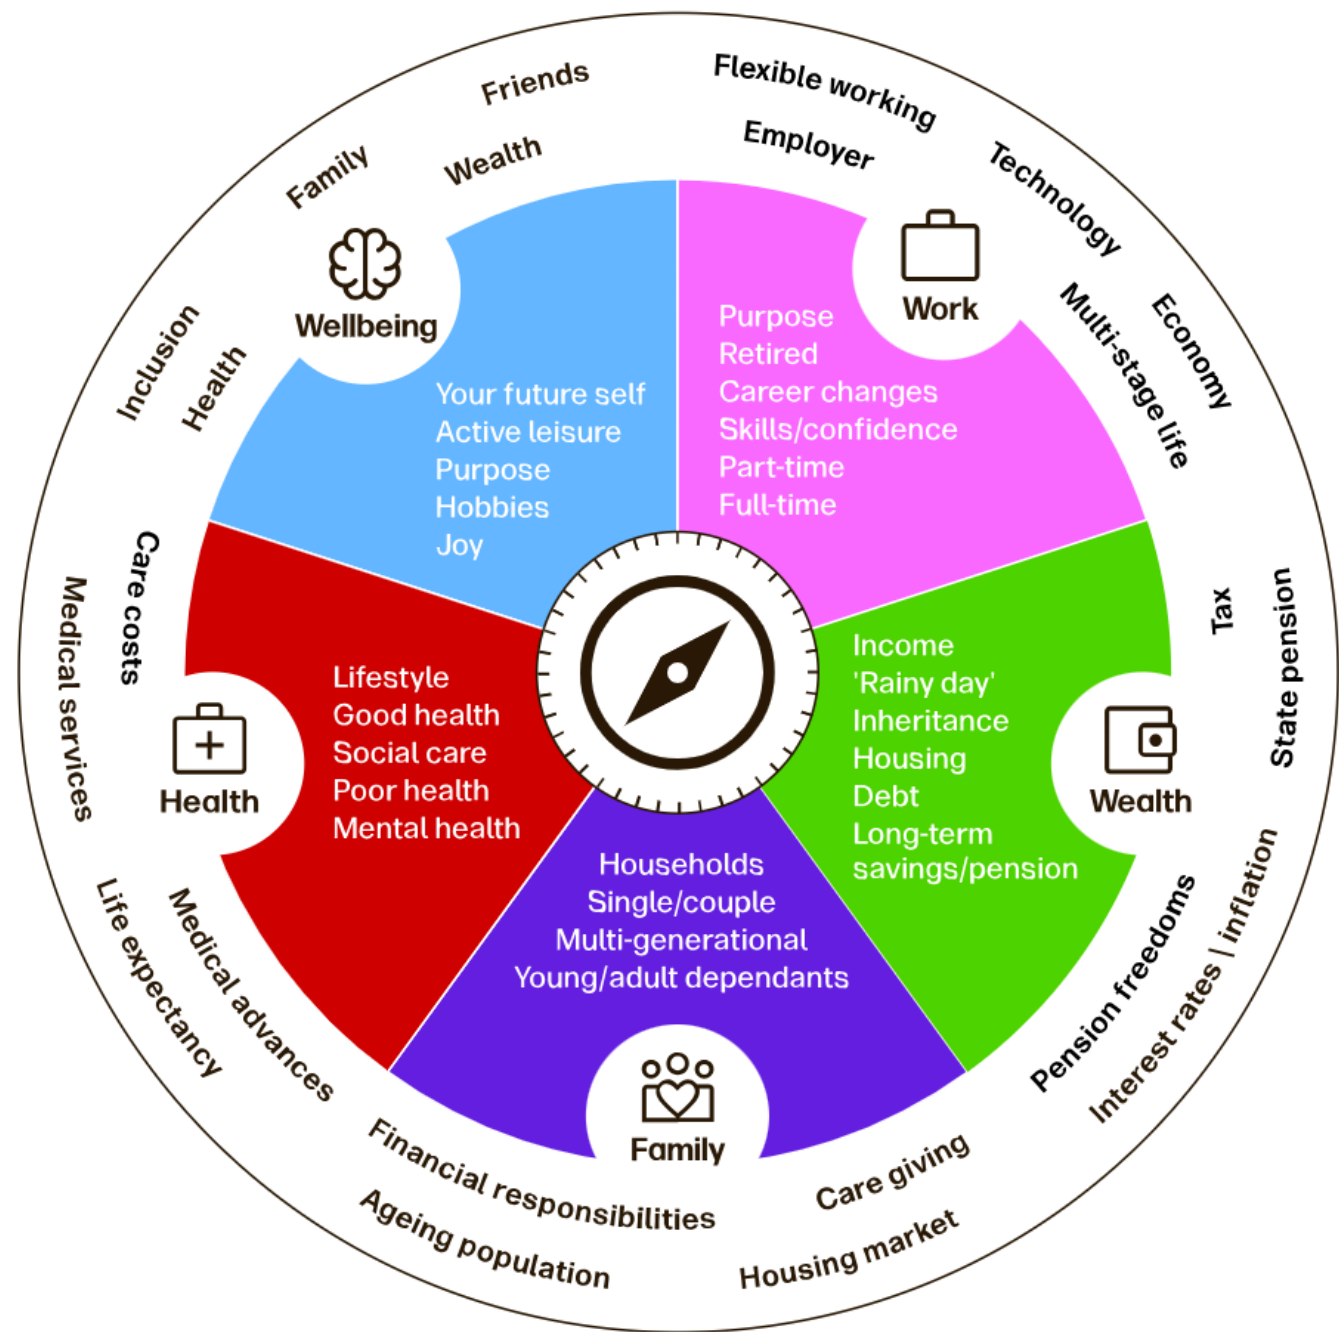 Friends
Wealth
Family
Wellbeing
Inclusion
Health
Your future self
Active leisure
Purpose
Hobbies
Joy
Flexible working
Employer
Technology
Economy
Multi-stage life
Work
Purpose
Retired
Career changes
Skills/confidence
Part-time
Full-time
Tax
State pension
Income
'Rainy day'
Inheritance
Housing
Debt
Long-term
savings/pension
Wealth
Pension freedoms
Interest rates | inflation
Households
Single/couple
Multi-generational
Young/adult dependants
Family
Care giving
Housing market
Financial responsibilities
Ageing population
Care costs
Medical services
Lifestyle
Good health
Social care
Poor health
Mental health
Health
Life expectancy
Medical advances